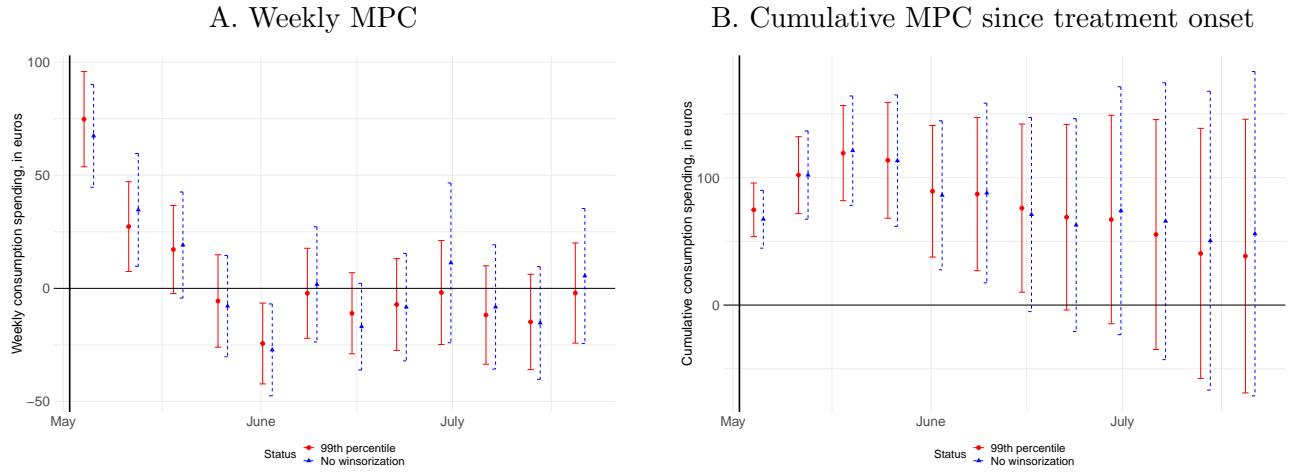 A. Weekly MPC
Weekly consumption spending, in euros
100
50
0
−50
May
June
July
Status
99th percentile
No winsorization
B. Cumulative MPC since treatment onset
Cumulative consumption spending, in euros
100
0
May
June
July
Status
99th percentile
No winsorization